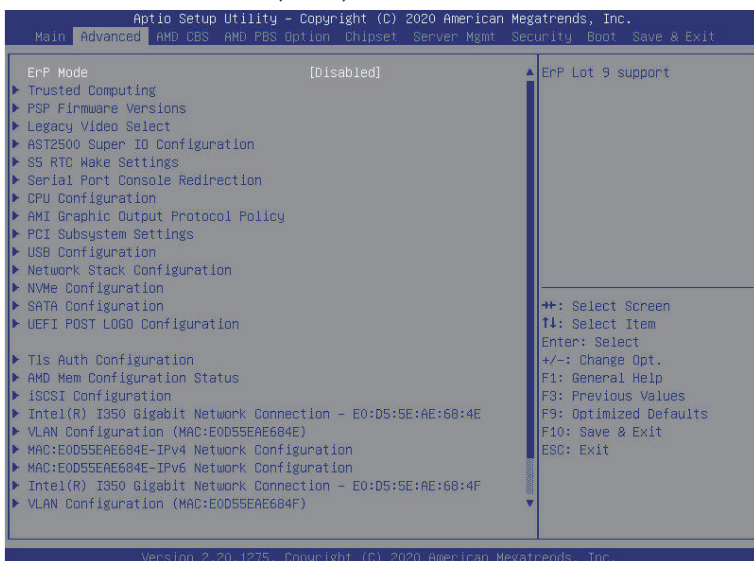 Aptio Setup Utility – Copyright (C) 2020 American Megatrends, Inc.
Main Advanced AMD CBS AMD PBS Option Chipset Server Mgmt Security Boot Save & Exit
ErP Mode [Disabled]
Trusted Computing
PSP Firmware Versions
Legacy Video Select
AST2500 Super IO Configuration
S5 RTC Wake Settings
Serial Port Console Redirection
CPU Configuration
AMI Graphic Output Protocol Policy
PCI Subsystem Settings
USB Configuration
Network Stack Configuration
NVMe Configuration
SATA Configuration
UEFI POST LOGO Configuration
Tls Auth Configuration
AMD Mem Configuration Status
iSCSI Configuration
Intel(R) I350 Gigabit Network Connection – E0:D5:5E:AE:68:4E
VLAN Configuration (MAC:E0D55EAE684E)
MAC:E0D55EAE684E-IPv4 Network Configuration
MAC:E0D55EAE684E-IPv6 Network Configuration
Intel(R) I350 Gigabit Network Connection – E0:D5:5E:AE:68:4F
VLAN Configuration (MAC:E0D55EAE684F)
ErP Lot 9 support
→←: Select Screen
↑↓: Select Item
Enter: Select
+/-: Change Opt.
F1: General Help
F3: Previous Values
F9: Optimized Defaults
F10: Save & Exit
ESC: Exit
Version 2.20.1275. Copyright (C) 2020 American Megatrends, Inc.